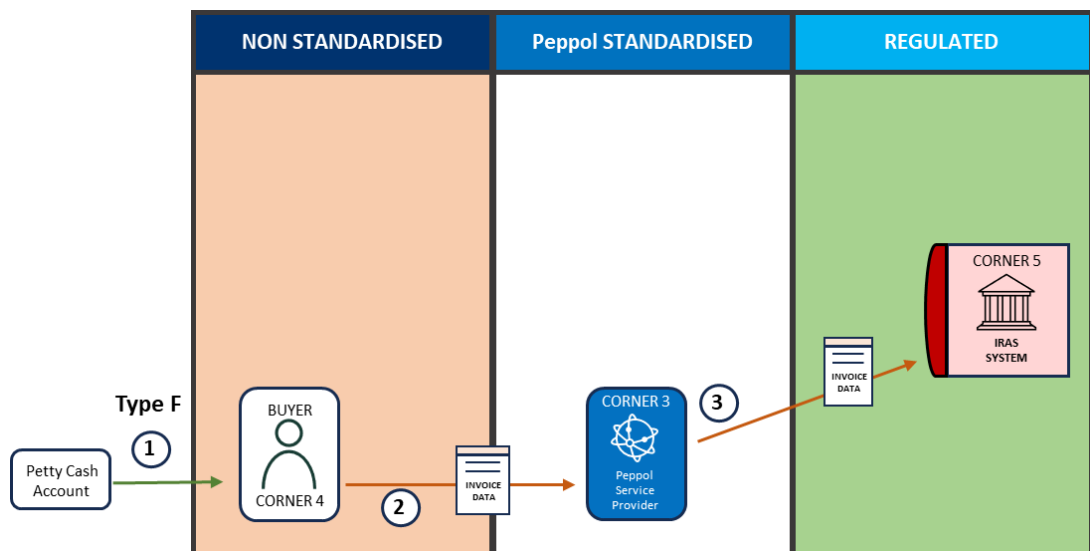 NON STANDARDISED
Peppol STANDARDISED
REGULATED
CORNER 5
IRAS
SYSTEM
INVOICE
DATA
Type F
1
Petty Cash
Account
BUYER
CORNER 4
2
INVOICE
DATA
CORNER 3
Peppol
Service
Provider
3